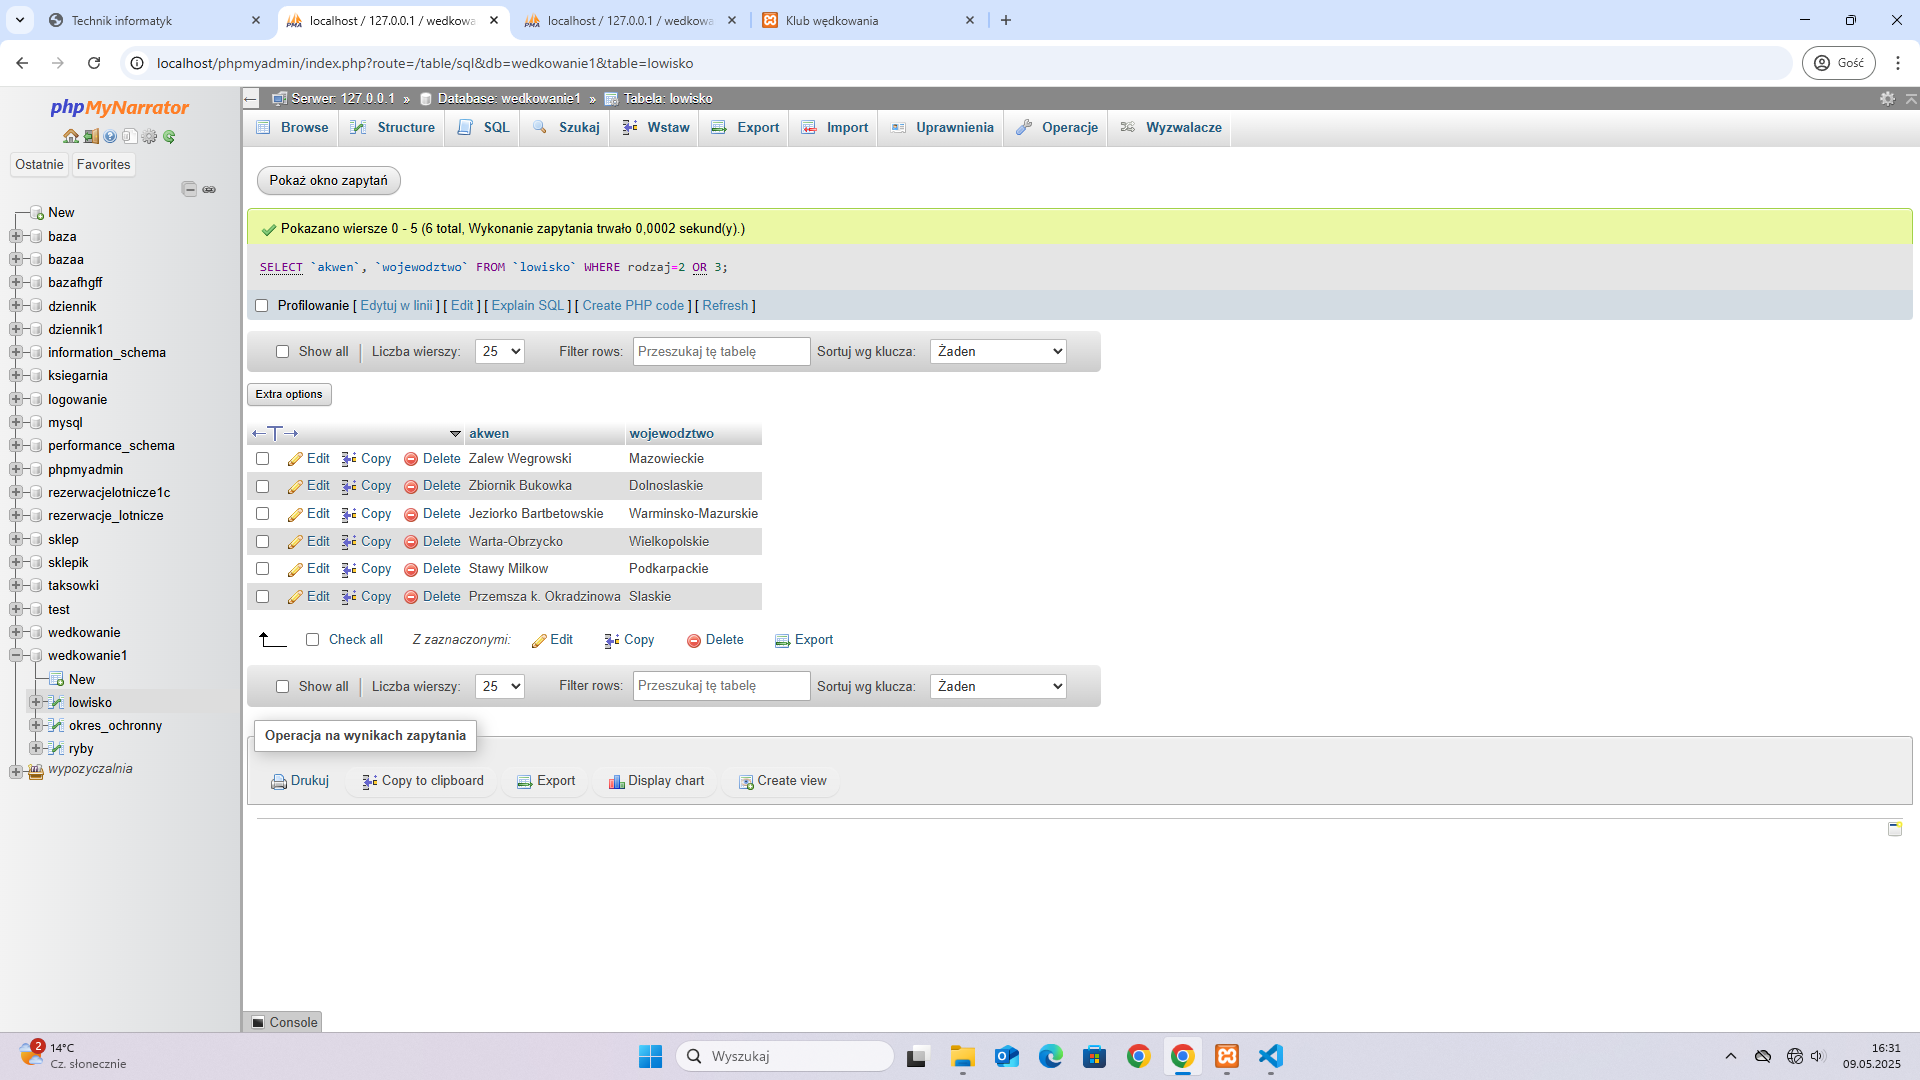 Technik informatyk
localhost / 127.0.0.1 / wedkowa
localhost / 127.0.0.1 / wedkowa
Klub wędkowania
localhost/phpmyadmin/index.php?route=/table/sql&db=wedkowanie1&table=lowisko
Gość
phpMyNarrator
Ostatnie
Favorites
New
baza
bazaa
bazafhgff
dziennik
dziennik1
information_schema
ksiegarnia
logowanie
mysql
performance_schema
phpmyadmin
rezerwacjelotnicze1c
rezerwacje_lotnicze
sklep
sklepik
taksowki
test
wedkowanie
wedkowanie1
New
lowisko
okres_ochronny
ryby
wypozyczalnia
Serwer: 127.0.0.1 » Database: wedkowanie1 » Tabela: lowisko
Browse Structure SQL Szukaj Wstaw Export Import Uprawnienia Operacje Wyzwalacze
Pokaż okno zapytań
Pokazano wiersze 0 - 5 (6 total, Wykonanie zapytania trwało 0,0002 sekund(y).)
SELECT `akwen`, `wojewodztwo` FROM `lowisko` WHERE rodzaj=2 OR 3;
Profilowanie [ Edytuj w linii ] [ Edit ] [ Explain SQL ] [ Create PHP code ] [ Refresh ]
Show all Liczba wierszy: 25 Filter rows: Przeszukaj tę tabelę Sortuj wg klucza: Żaden
Extra options
←T→ akwen wojewodztwo
Edit Copy Delete Zalew Wegrowski Mazowieckie
Edit Copy Delete Zbiornik Bukowka Dolnoslaskie
Edit Copy Delete Jeziorko Bartbetowskie Warminsko-Mazurskie
Edit Copy Delete Warta-Obrzycko Wielkopolskie
Edit Copy Delete Stawy Milkow Podkarpackie
Edit Copy Delete Przemsza k. Okradzinowa Slaskie
Check all Z zaznaczonymi: Edit Copy Delete Export
Show all Liczba wierszy: 25 Filter rows: Przeszukaj tę tabelę Sortuj wg klucza: Żaden
Operacja na wynikach zapytania
Drukuj Copy to clipboard Export Display chart Create view
Console
2
14°C
Cz. słonecznie
Wyszukaj
16:31
09.05.2025